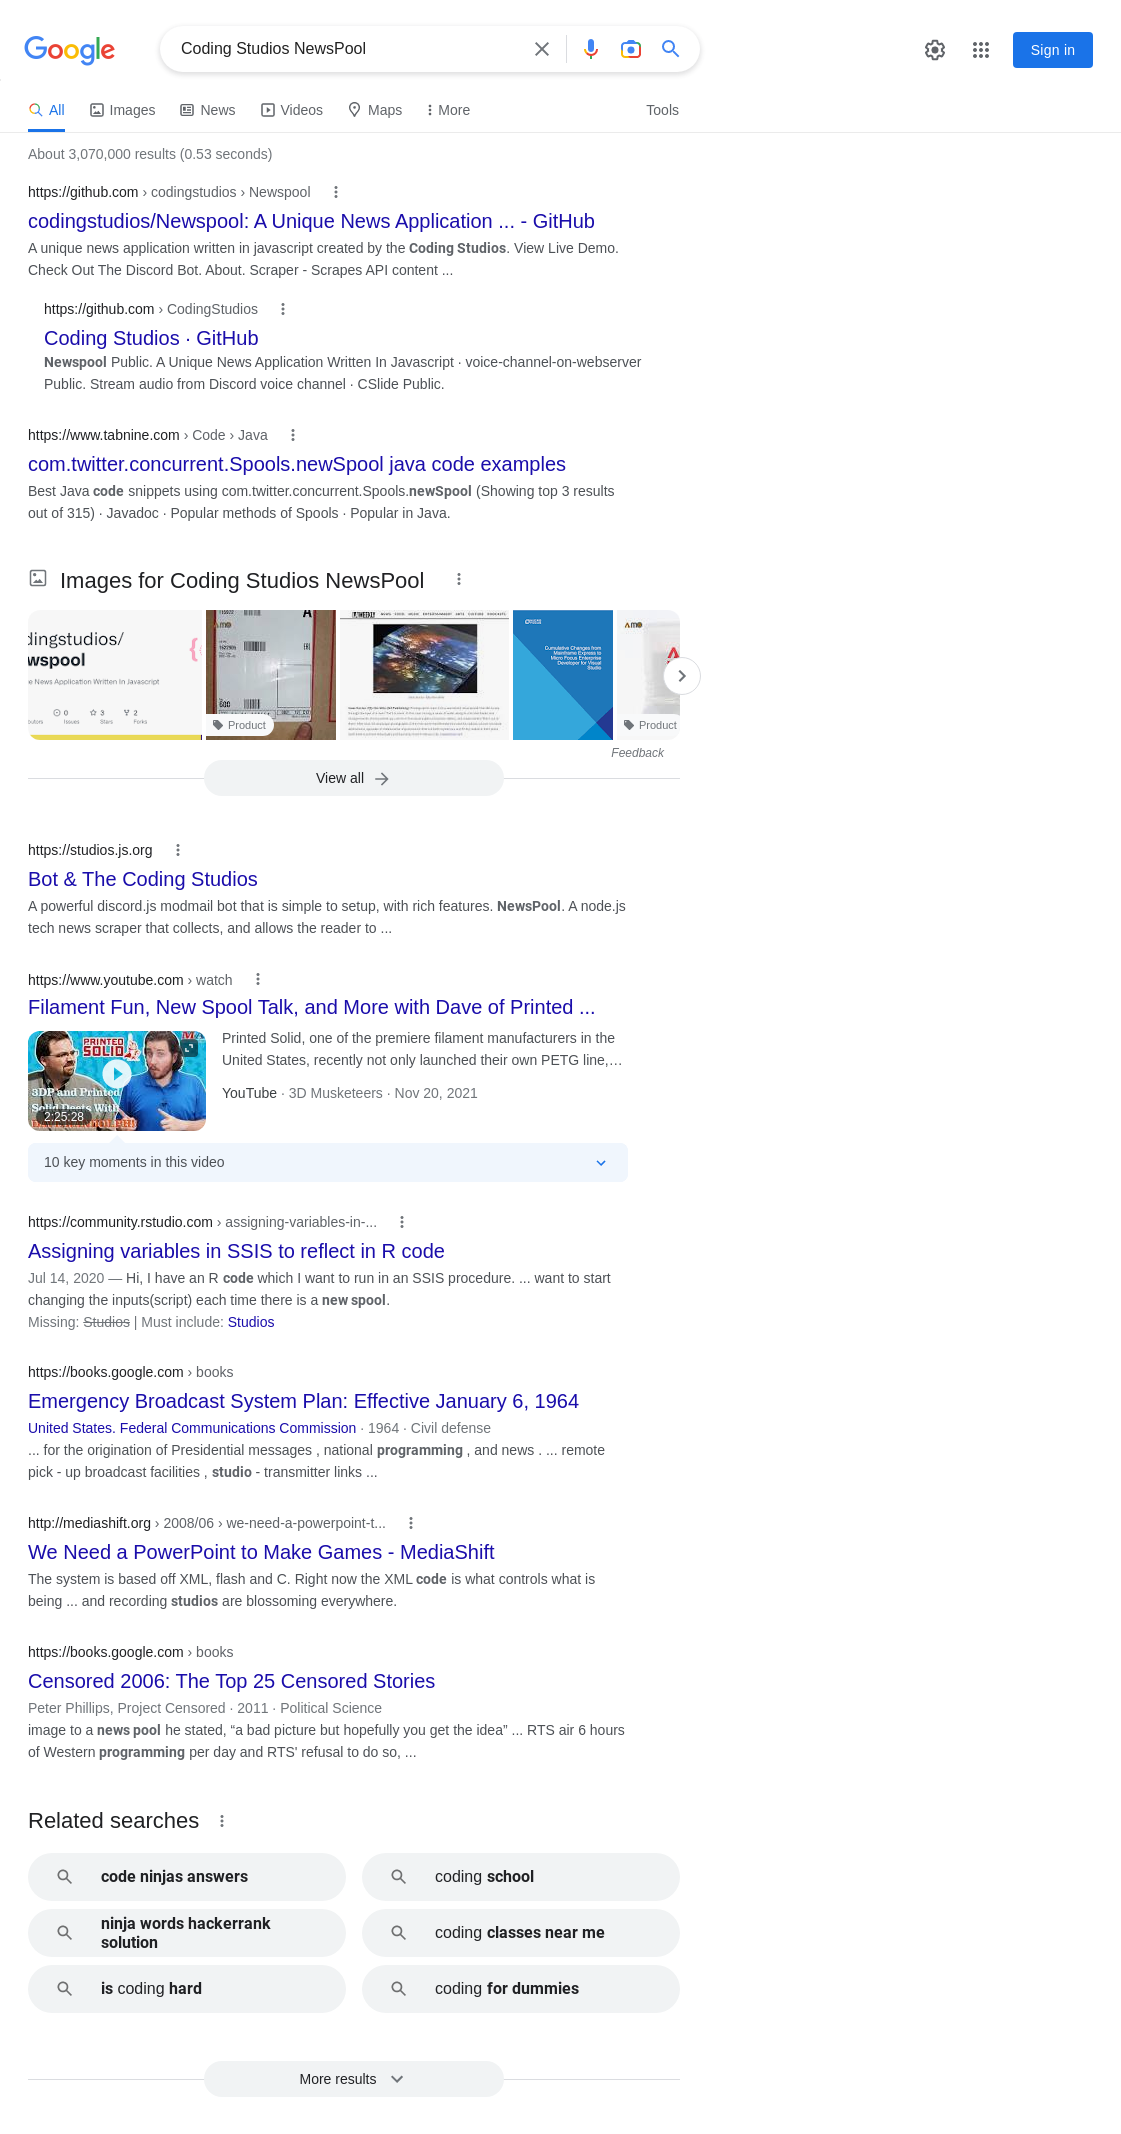 Google
Coding Studios NewsPool
Sign in
All
Images
News
Videos
Maps
More
Tools
About 3,070,000 results (0.53 seconds)
https://github.com › codingstudios › Newspool
codingstudios/Newspool: A Unique News Application ... - GitHub
A unique news application written in javascript created by the Coding Studios. View Live Demo.
Check Out The Discord Bot. About. Scraper - Scrapes API content ...
https://github.com › CodingStudios
Coding Studios · GitHub
Newspool Public. A Unique News Application Written In Javascript · voice-channel-on-webserver
Public. Stream audio from Discord voice channel · CSlide Public.
https://www.tabnine.com › Code › Java
com.twitter.concurrent.Spools.newSpool java code examples
Best Java code snippets using com.twitter.concurrent.Spools.newSpool (Showing top 3 results
out of 315) · Javadoc · Popular methods of Spools · Popular in Java.
Images for Coding Studios NewsPool
dingstudios/
wspool
e News Application Written In Javascript
0
3
2
Issues
Stars
Forks
Product
Cumulative Changes from
Mainframe Express to
Micro Focus Enterprise
Developer for Visual
Studio
AMO
Product
Feedback
View all
https://studios.js.org
Bot & The Coding Studios
A powerful discord.js modmail bot that is simple to setup, with rich features. NewsPool. A node.js
tech news scraper that collects, and allows the reader to ...
https://www.youtube.com › watch
Filament Fun, New Spool Talk, and More with Dave of Printed ...
PRINTED
SOLID
3DP and Printed
Solid Deets With
2:25:28
Printed Solid, one of the premiere filament manufacturers in the
United States, recently not only launched their own PETG line,…
YouTube · 3D Musketeers · Nov 20, 2021
10 key moments in this video
https://community.rstudio.com › assigning-variables-in-...
Assigning variables in SSIS to reflect in R code
Jul 14, 2020 — Hi, I have an R code which I want to run in an SSIS procedure. ... want to start
changing the inputs(script) each time there is a new spool.
Missing: Studios | Must include: Studios
https://books.google.com › books
Emergency Broadcast System Plan: Effective January 6, 1964
United States. Federal Communications Commission · 1964 · Civil defense
... for the origination of Presidential messages , national programming , and news . ... remote
pick - up broadcast facilities , studio - transmitter links ...
http://mediashift.org › 2008/06 › we-need-a-powerpoint-t...
We Need a PowerPoint to Make Games - MediaShift
The system is based off XML, flash and C. Right now the XML code is what controls what is
being ... and recording studios are blossoming everywhere.
https://books.google.com › books
Censored 2006: The Top 25 Censored Stories
Peter Phillips, Project Censored · 2011 · Political Science
image to a news pool he stated, “a bad picture but hopefully you get the idea” ... RTS air 6 hours
of Western programming per day and RTS' refusal to do so, ...
Related searches
code ninjas answers
coding school
ninja words hackerrank
solution
coding classes near me
is coding hard
coding for dummies
More results